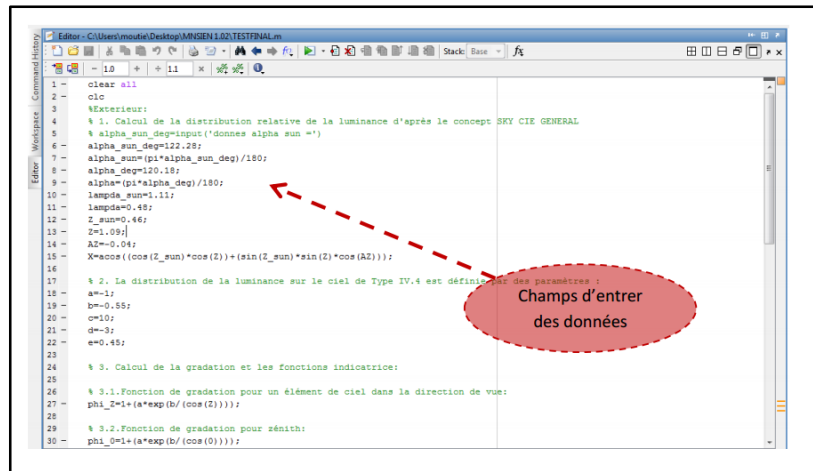 Editor - C:\Users\moutie\Desktop\MNSIEN 1.02\TESTFINAL.m
Stack: Base fx
- 1.0 + ÷ 1.1 ×
Command History
Workspace
Editor
1 - clear all
2 - clc
3 %Exterieur:
4 % 1. Calcul de la distribution relative de la luminance d'après le concept SKY CIE GENERAL
5 % alpha_sun_deg=input('donnes alpha sun =')
6 - alpha_sun_deg=122.28;
7 - alpha_sun=(pi*alpha_sun_deg)/180;
8 - alpha_deg=120.18;
9 - alpha=(pi*alpha_deg)/180;
10 - lampda_sun=1.11;
11 - lampda=0.48;
12 - Z_sun=0.46;
13 - Z=1.09;
14 - AZ=-0.04;
15 - X=acos((cos(Z_sun)*cos(Z))+(sin(Z_sun)*sin(Z)*cos(AZ)));
16
17 % 2. La distribution de la luminance sur le ciel de Type IV.4 est définie par des paramètres :
18 - a=-1;
19 - b=-0.55;
20 - c=10;
21 - d=-3;
22 - e=0.45;
23
24 % 3. Calcul de la gradation et les fonctions indicatrice:
25
26 % 3.1.Fonction de gradation pour un élément de ciel dans la direction de vue:
27 - phi_Z=1+(a*exp(b/(cos(Z))));
28
29 % 3.2.Fonction de gradation pour zénith:
30 - phi_0=1+(a*exp(b/(cos(0))));
Champs d'entrer
des données